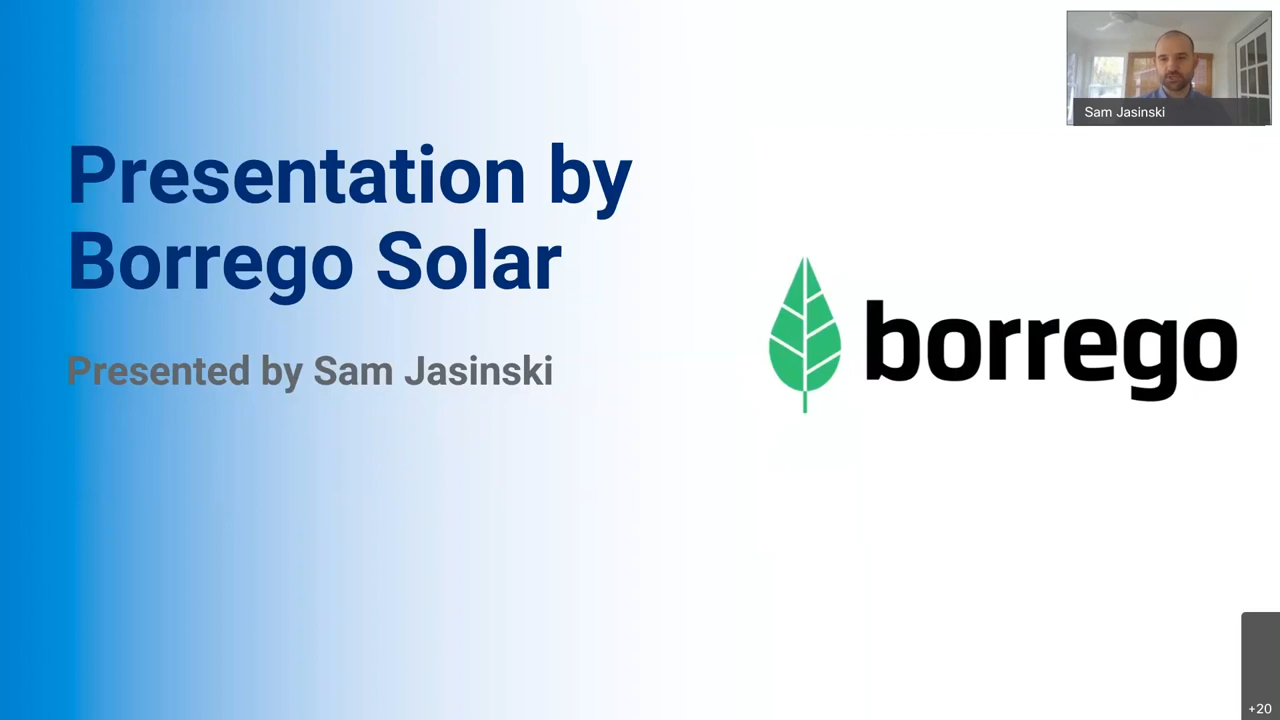 Presentation by
Borrego Solar
Presented by Sam Jasinski
borrego
Sam Jasinski
+20